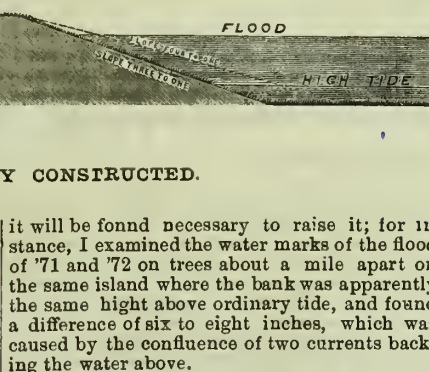 FLOOD
SLOPE FOUR TO ONE
SLOPE THREE TO ONE
HIGH TIDE
Y CONSTRUCTED.
it will be fonnd necessary to raise it; for in
stance, I examined the water marks of the flood
of '71 and '72 on trees about a mile apart on
the same island where the bank was apparently
the same hight above ordinary tide, and found
a difference of six to eight inches, which wa
caused by the confluence of two currents back
ing the water above.